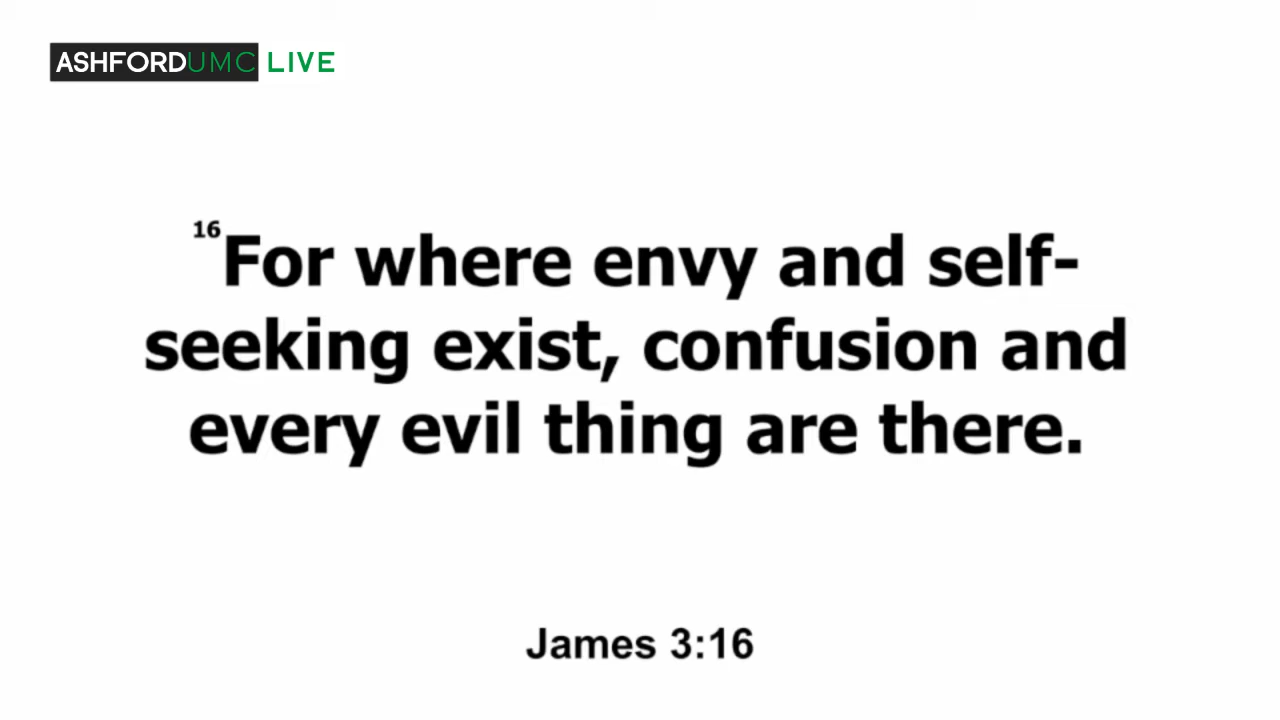 ASHFORDUMC LIVE
16For where envy and self-
seeking exist, confusion and
every evil thing are there.
James 3:16